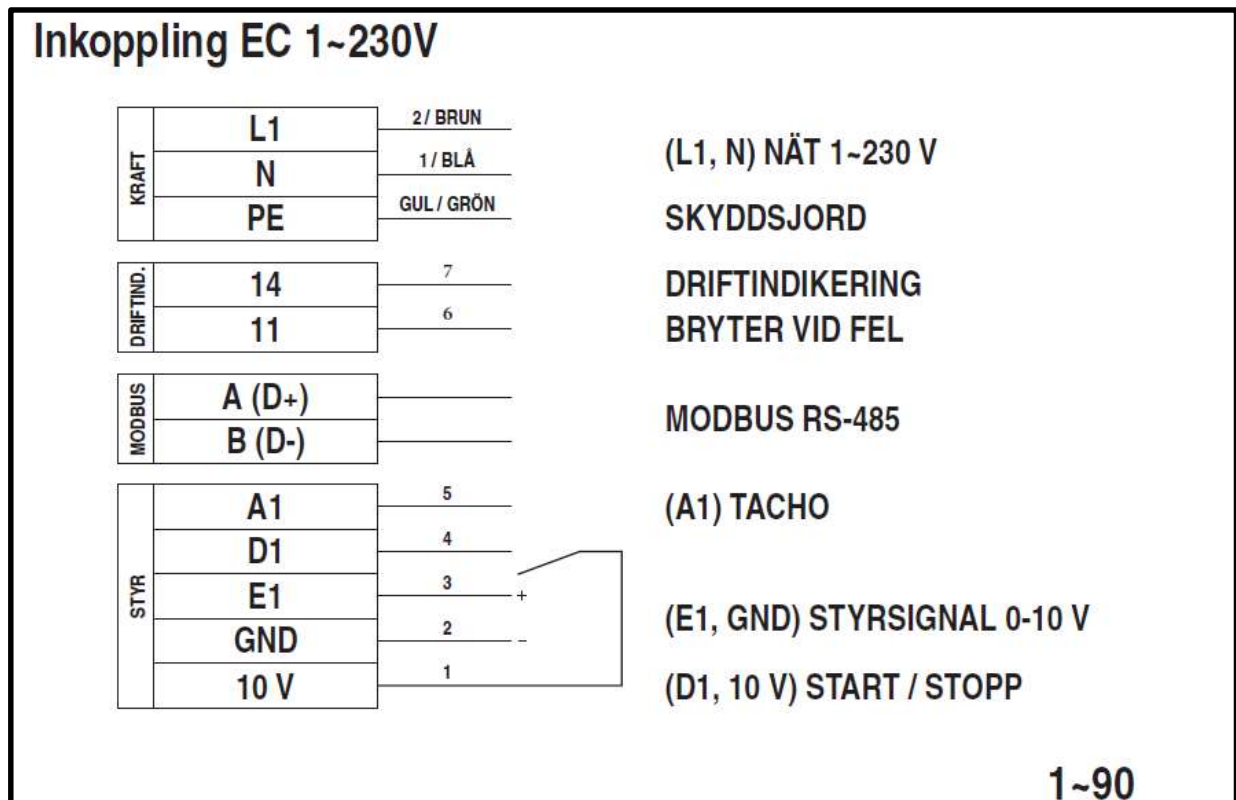 Inkoppling EC 1~230V
KRAFT
L1 2 / BRUN
N 1 / BLÅ
PE GUL / GRÖN
(L1, N) NÄT 1~230 V
SKYDDSJORD
DRIFTIND.
14 7
11 6
DRIFTINDIKERING
BRYTER VID FEL
MODBUS
A (D+)
B (D-)
MODBUS RS-485
STYR
A1 5
D1 4
E1 3 +
GND 2 -
10 V 1
(A1) TACHO
(E1, GND) STYRSIGNAL 0-10 V
(D1, 10 V) START / STOPP
1~90